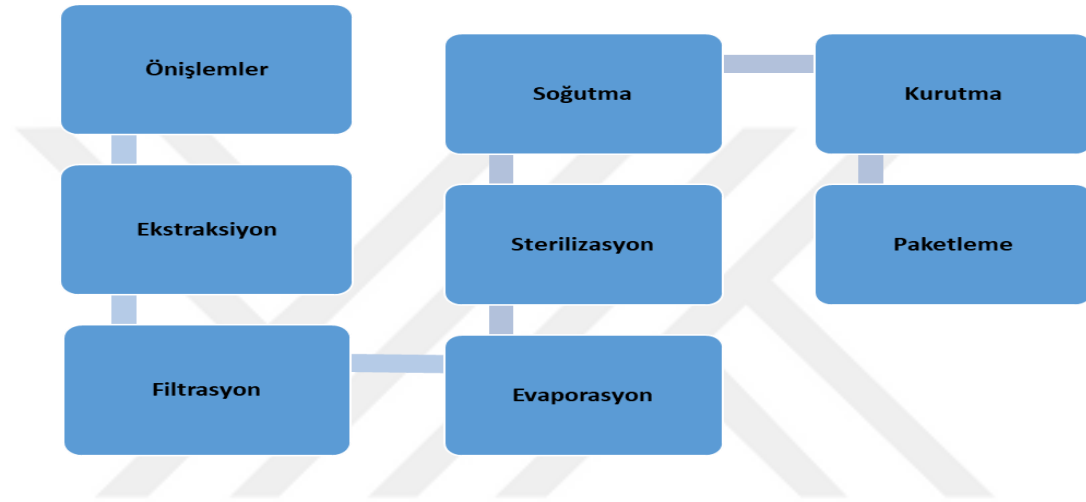 Önişlemler
Ekstraksiyon
Filtrasyon
Evaporasyon
Sterilizasyon
Soğutma
Kurutma
Paketleme